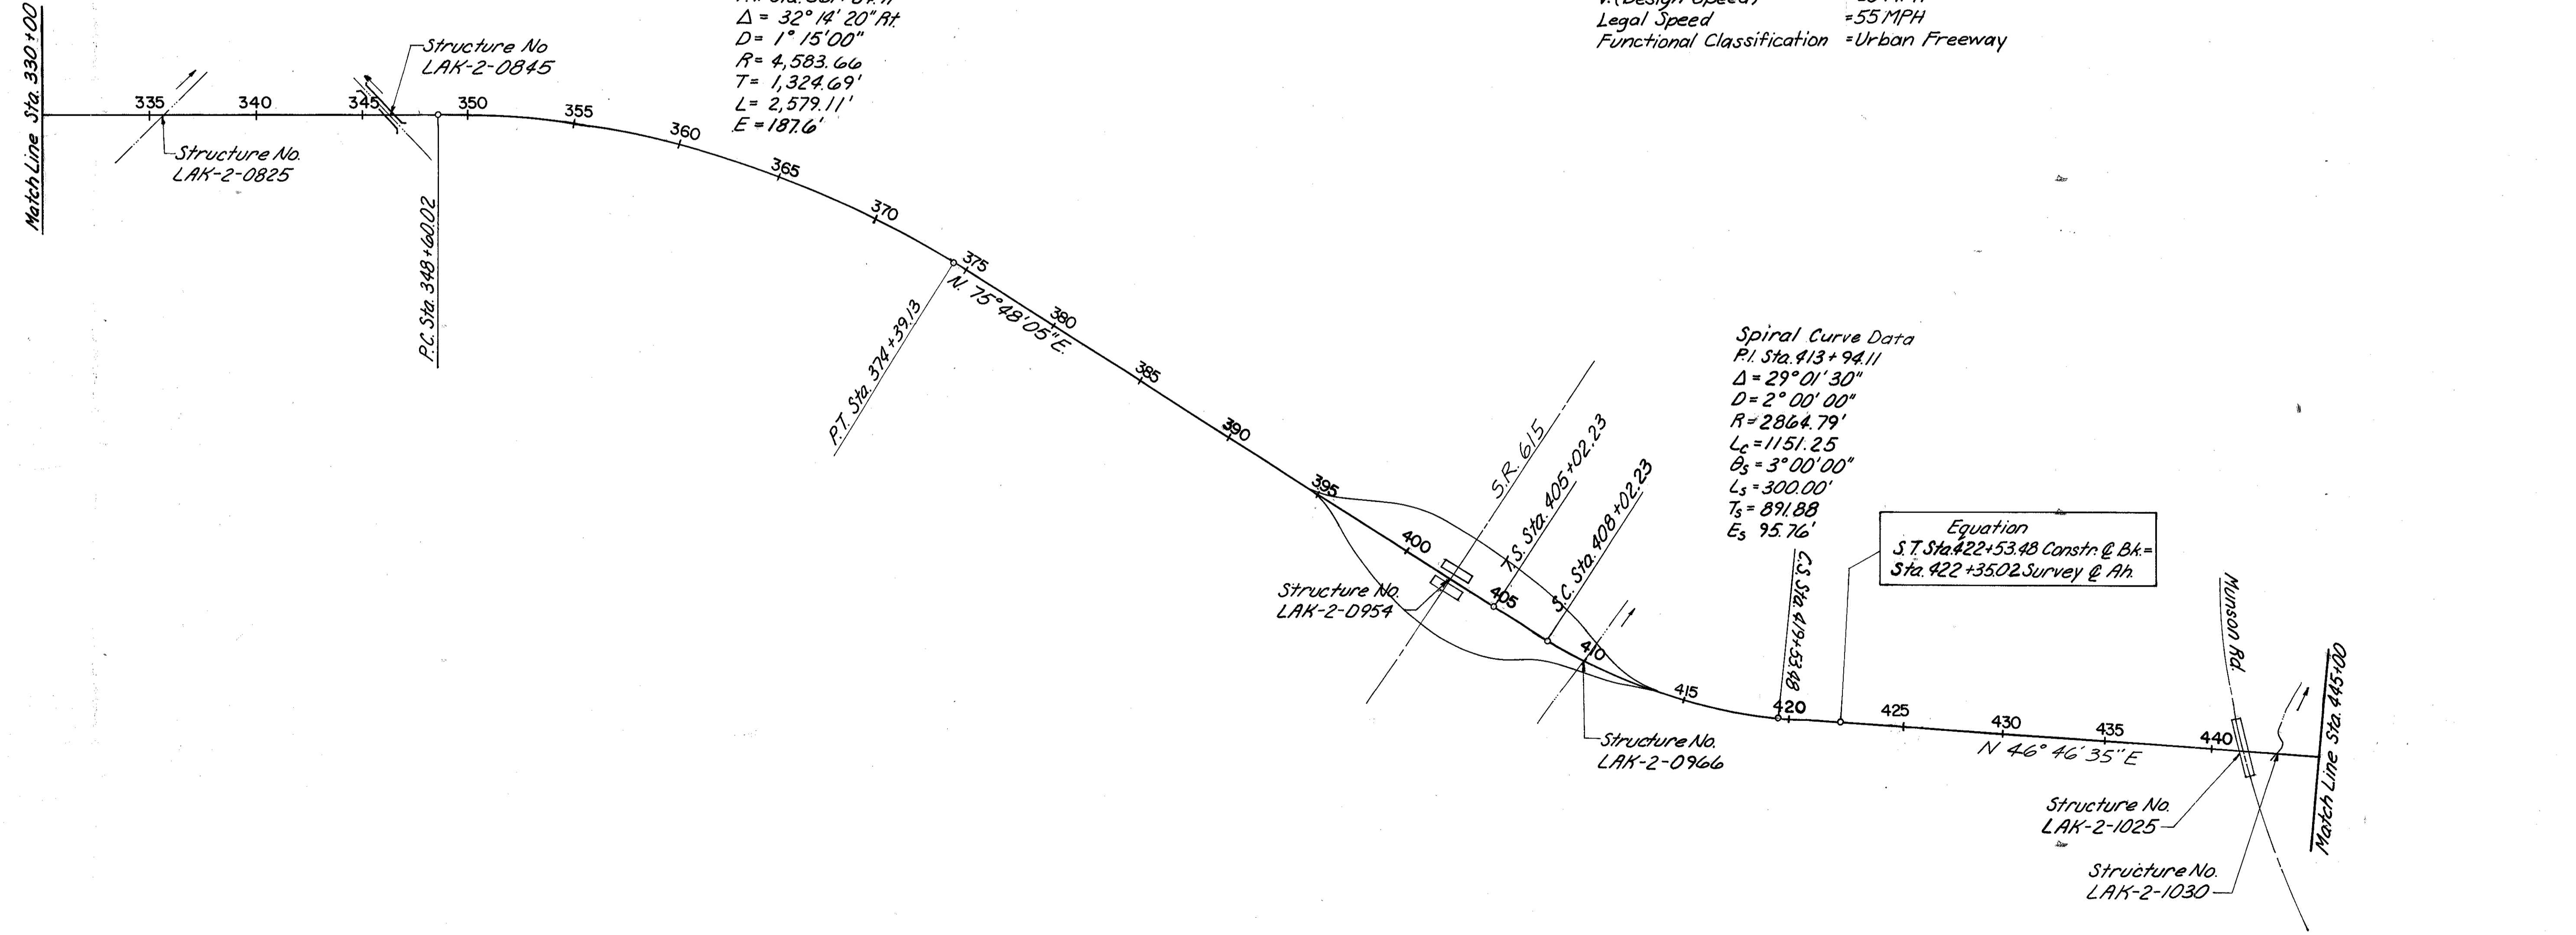 Match Line Sta. 330+00
335
340
345
350
355
360
365
370
375
380
385
390
395
400
405
410
415
420
425
430
435
440
Structure No
LAK-2-0845
Structure No.
LAK-2-0825
P.C. Sta. 348+60.02
Δ = 32° 14' 20" Rt.
D = 1° 15' 00"
R = 4,583.66
T = 1,324.69'
L = 2,579.11'
E = 187.6'
Legal Speed = 55 MPH
Functional Classification = Urban Freeway
P.T. Sta. 374+39.13
N. 75° 48' 05" E.
S.R. 615
T.S. Sta. 405+02.23
S.C. Sta. 408+02.23
Structure No.
LAK-2-0954
Structure No.
LAK-2-0966
Spiral Curve Data
P.I. Sta. 413+94.11
Δ = 29° 01' 30"
D = 2° 00' 00"
R = 2864.79'
Lc = 1151.25
θs = 3° 00' 00"
Ls = 300.00'
Ts = 891.88
Es 95.76'
C.S. Sta. 419+53.48
Equation
S.T. Sta. 422+53.48 Constr. ℄ Bk. =
Sta. 422+35.02 Survey ℄ Ah.
N 46° 46' 35" E
Munson Rd.
Structure No.
LAK-2-1025
Structure No.
LAK-2-1030
Match Line Sta. 445+00